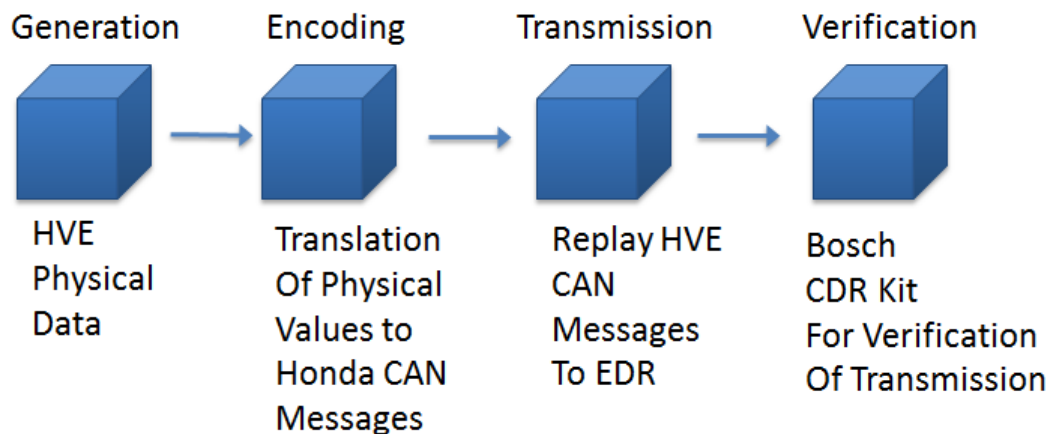 Generation
Encoding
Transmission
Verification
HVE
Physical
Data
Translation
Of Physical
Values to
Honda CAN
Messages
Replay HVE
CAN
Messages
To EDR
Bosch
CDR Kit
For Verification
Of Transmission